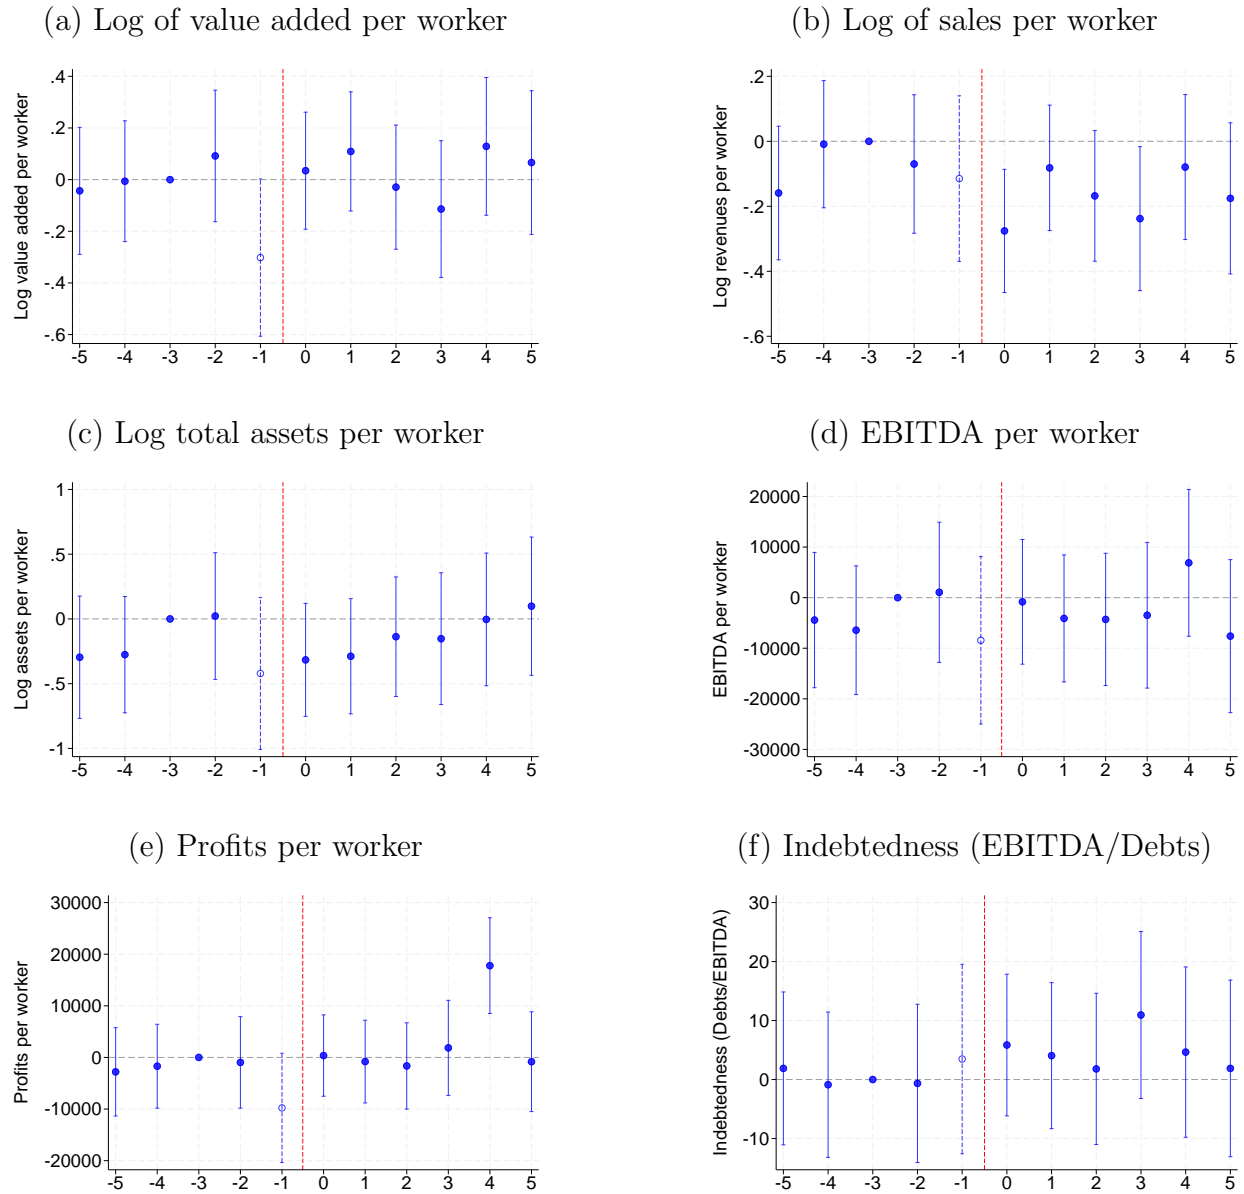 (a) Log of value added per worker
Log value added per worker
.4
.2
0
-.2
-.4
-.6
-5 -4 -3 -2 -1 0 1 2 3 4 5
(b) Log of sales per worker
Log revenues per worker
.2
0
-.2
-.4
-.6
-5 -4 -3 -2 -1 0 1 2 3 4 5
(c) Log total assets per worker
Log assets per worker
1
.5
0
-.5
-1
-5 -4 -3 -2 -1 0 1 2 3 4 5
(d) EBITDA per worker
EBITDA per worker
20000
10000
0
-10000
-20000
-30000
-5 -4 -3 -2 -1 0 1 2 3 4 5
(e) Profits per worker
Profits per worker
30000
20000
10000
0
-10000
-20000
-5 -4 -3 -2 -1 0 1 2 3 4 5
(f) Indebtedness (EBITDA/Debts)
Indebtedness (Debts/EBITDA)
30
20
10
0
-10
-5 -4 -3 -2 -1 0 1 2 3 4 5